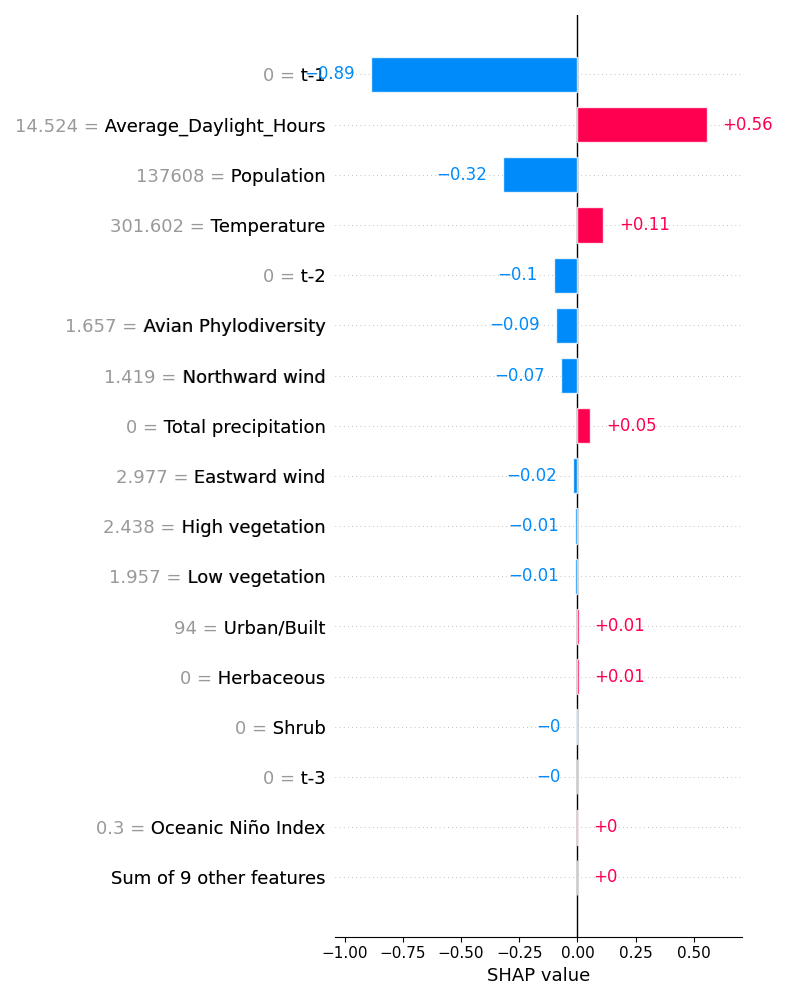 0 = t-1 −0.89
14.524 = Average_Daylight_Hours +0.56
137608 = Population −0.32
301.602 = Temperature +0.11
0 = t-2 −0.1
1.657 = Avian Phylodiversity −0.09
1.419 = Northward wind −0.07
0 = Total precipitation +0.05
2.977 = Eastward wind −0.02
2.438 = High vegetation −0.01
1.957 = Low vegetation −0.01
94 = Urban/Built +0.01
0 = Herbaceous +0.01
0 = Shrub −0
0 = t-3 −0
0.3 = Oceanic Niño Index +0
Sum of 9 other features +0
−1.00 −0.75 −0.50 −0.25 0.00 0.25 0.50
SHAP value